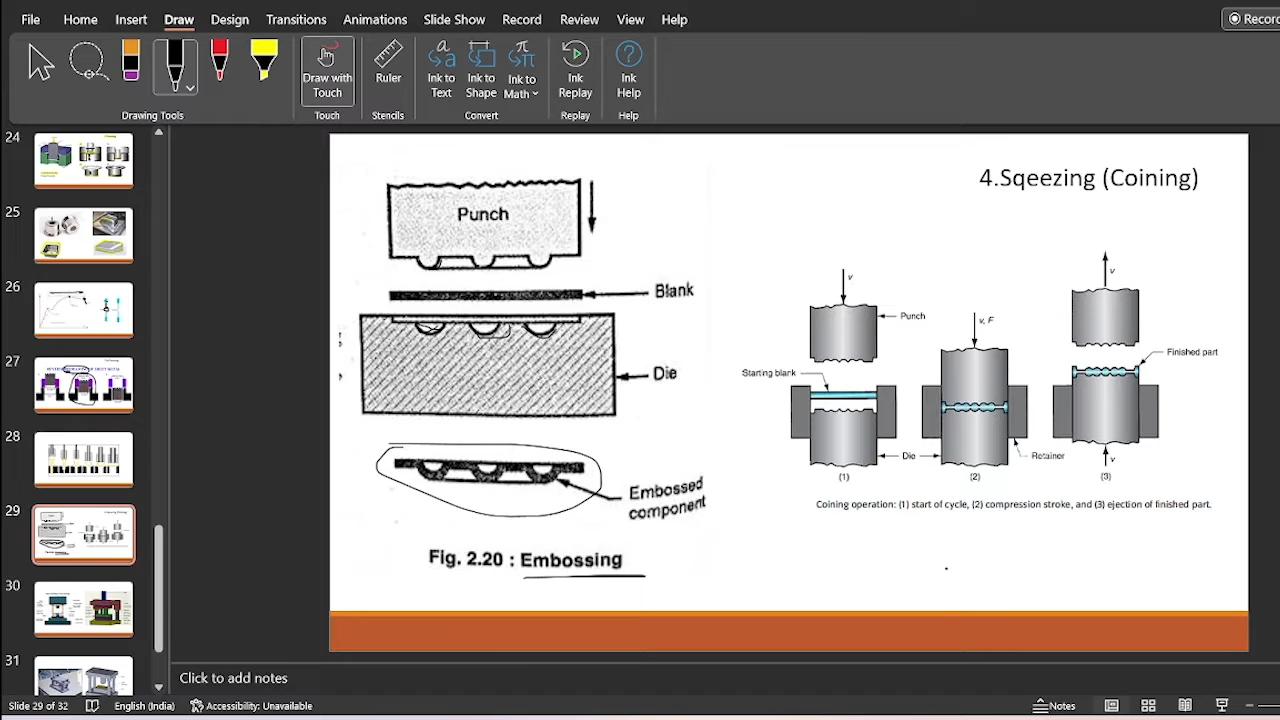 File Home Insert Draw Design Transitions Animations Slide Show Record Review View Help Recor
Draw with Touch
Ruler
Ink to Text
Ink to Shape
Ink to Math
Ink Replay
Ink Help
Drawing Tools Touch Stencils Convert Replay Help
24
25
26
27
28
29
30
31
4.Sqeezing (Coining)
Punch
Blank
Die
Embossed
component
Fig. 2.20 : Embossing
v
Punch
v, F
v
Finished part
Starting blank
Die
Retainer
v
(1) (2) (3)
Coining operation: (1) start of cycle, (2) compression stroke, and (3) ejection of finished part.
Click to add notes
Slide 29 of 32 English (India) Accessibility: Unavailable Notes